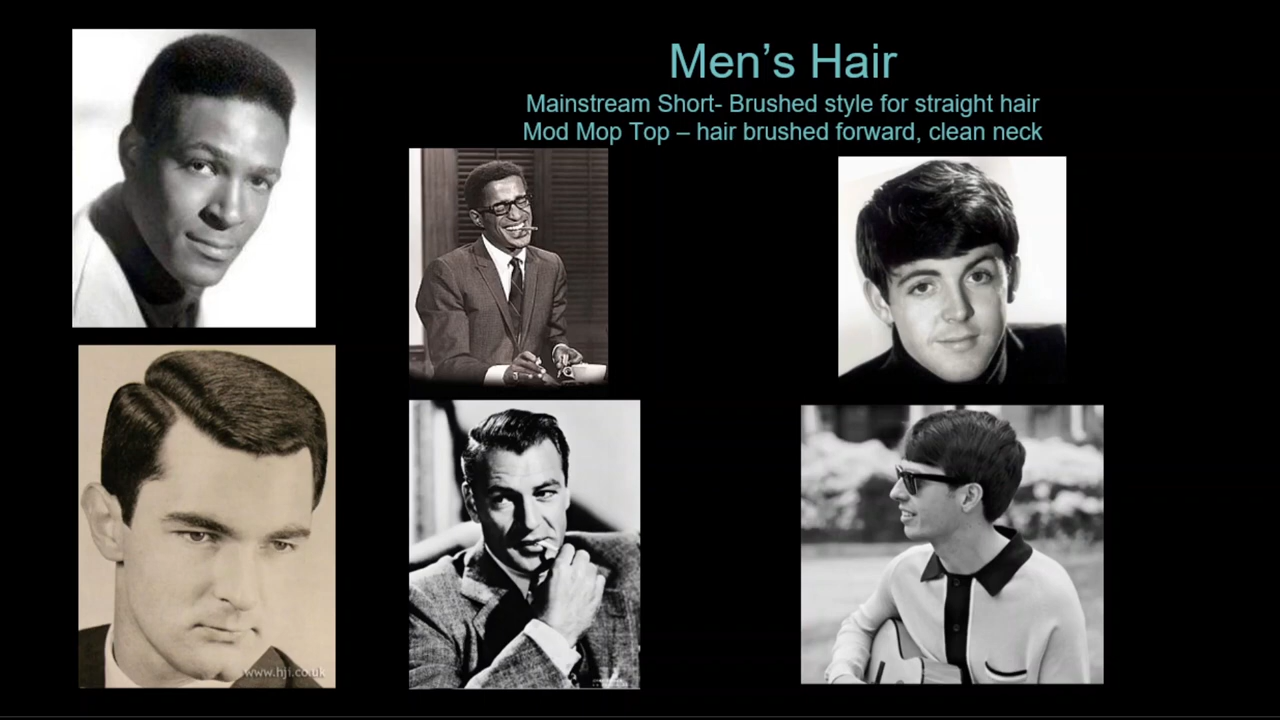 Men’s Hair
Mainstream Short- Brushed style for straight hair
Mod Mop Top – hair brushed forward, clean neck
www.hji.co.uk